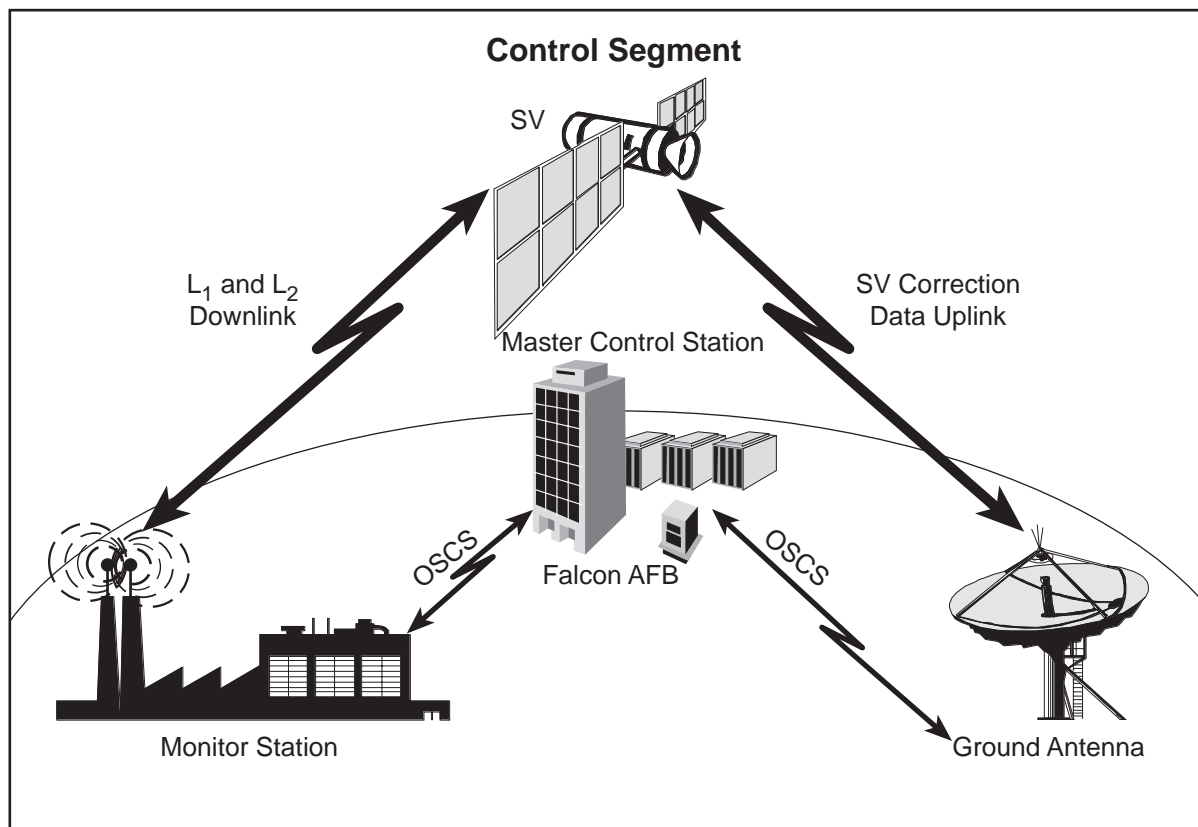 Control Segment
SV
L₁ and L₂
Downlink
SV Correction
Data Uplink
Master Control Station
OSCS
OSCS
Falcon AFB
Monitor Station
Ground Antenna